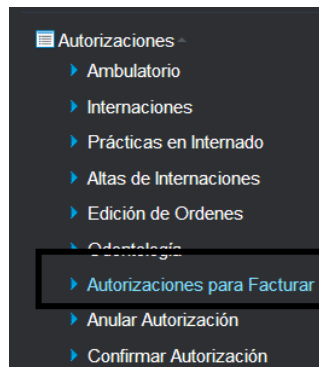 Autorizaciones
Ambulatorio
Internaciones
Prácticas en Internado
Altas de Internaciones
Edición de Ordenes
Odontología
Autorizaciones para Facturar
Anular Autorización
Confirmar Autorización